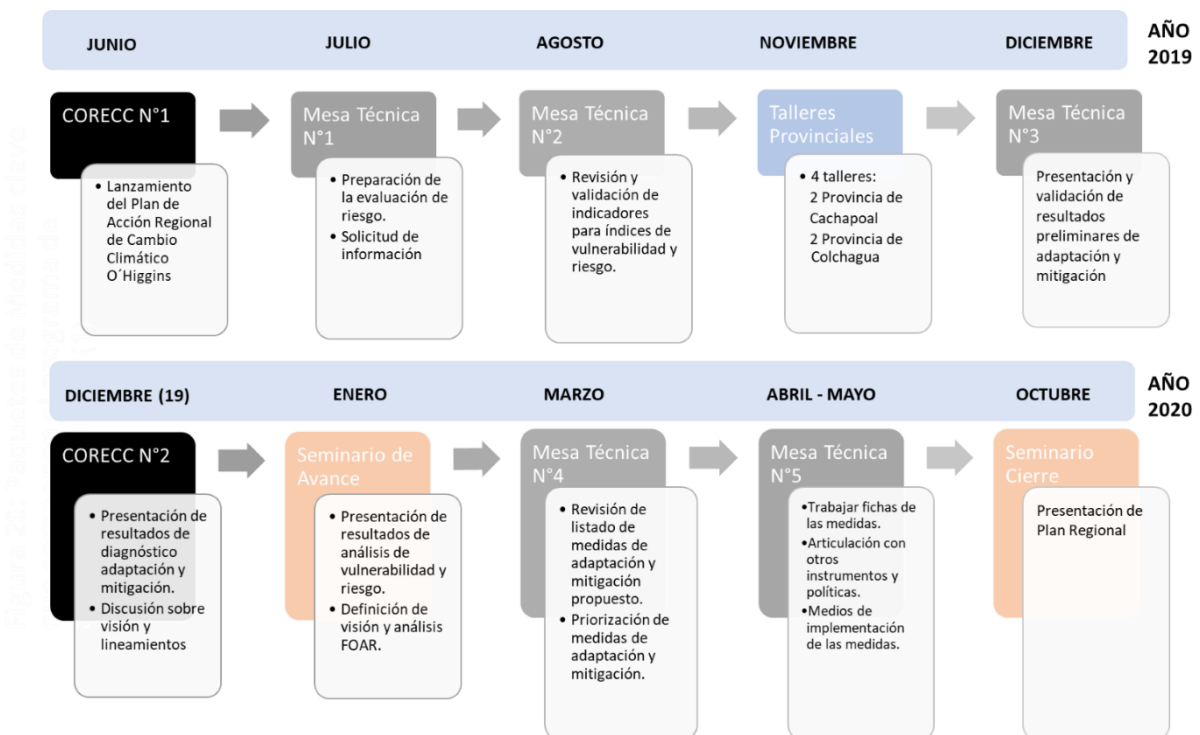 JUNIO
JULIO
AGOSTO
NOVIEMBRE
DICIEMBRE
AÑO
2019
CORECC N°1
• Lanzamiento
del Plan de
Acción Regional
de Cambio
Climático
O´Higgins
Mesa Técnica
N°1
• Preparación de
la evaluación de
riesgo.
• Solicitud de
información
Mesa Técnica
N°2
• Revisión y
validación de
indicadores
para índices de
vulnerabilidad y
riesgo.
Talleres
Provinciales
• 4 talleres:
2 Provincia de
Cachapoal
2 Provincia de
Colchagua
Mesa Técnica
N°3
Presentación y
validación de
resultados
preliminares de
adaptación y
mitigación
DICIEMBRE (19)
ENERO
MARZO
ABRIL - MAYO
OCTUBRE
AÑO
2020
CORECC N°2
• Presentación de
resultados de
diagnóstico
adaptación y
mitigación.
• Discusión sobre
visión y
lineamientos
Seminario de
Avance
• Presentación de
resultados de
análisis de
vulnerabilidad y
riesgo.
• Definición de
visión y análisis
FOAR.
Mesa Técnica
N°4
• Revisión de
listado de
medidas de
adaptación y
mitigación
propuesto.
• Priorización de
medidas de
adaptación y
mitigación.
Mesa Técnica
N°5
•Trabajar fichas de
las medidas.
•Articulación con
otros
instrumentos y
políticas.
•Medios de
implementación
de las medidas.
Seminario
Cierre
Presentación de
Plan Regional